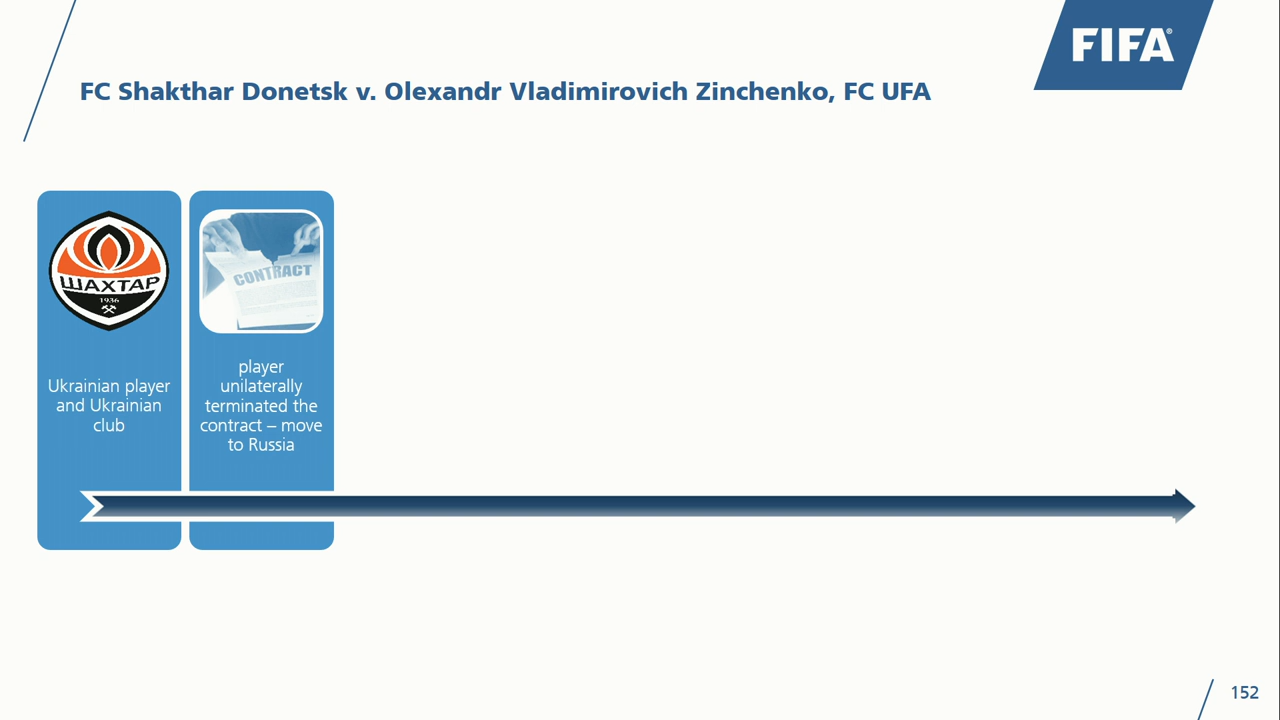 FIFA®
FC Shakthar Donetsk v. Olexandr Vladimirovich Zinchenko, FC UFA
ШАХТАР
1936
Ukrainian player
and Ukrainian
club
CONTRACT
player
unilaterally
terminated the
contract – move
to Russia
152